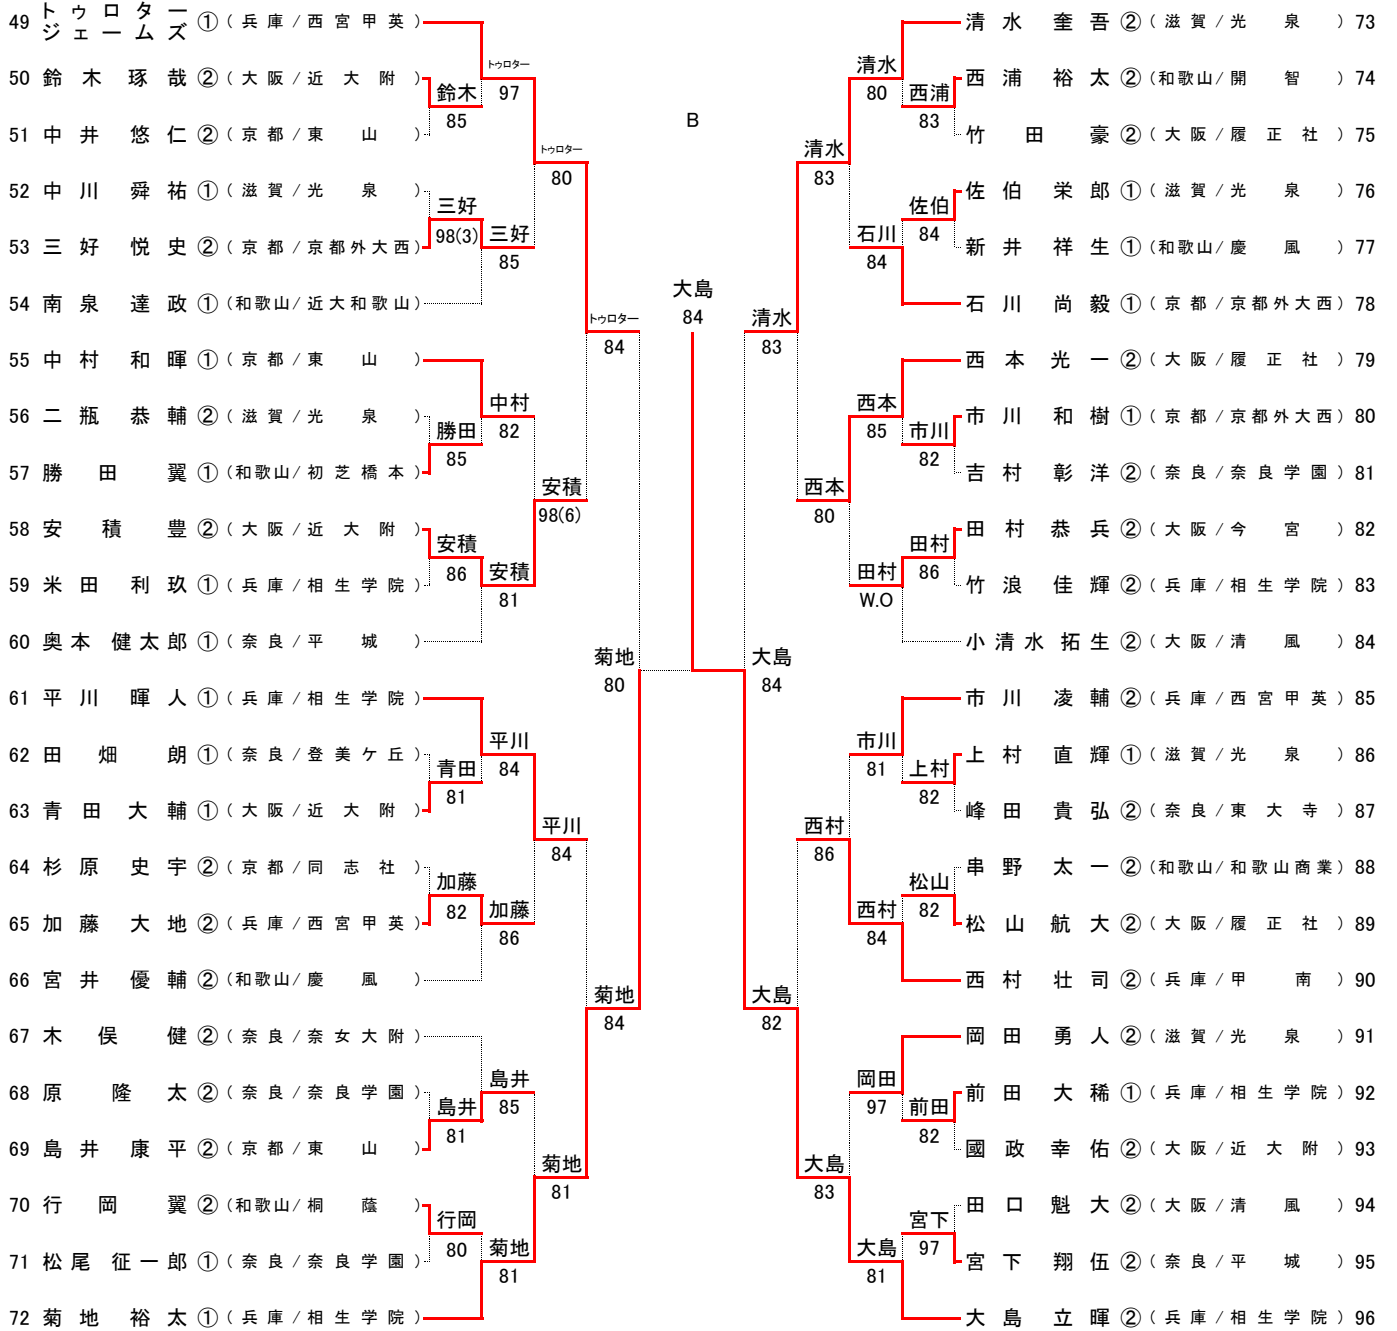 49 トゥロター ジェームズ ① (兵庫/西宮甲英)
50 鈴木 琢哉 ② (大阪/近大附)
51 中井 悠仁 ② (京都/東山)
52 中川 舜祐 ① (滋賀/光泉)
53 三好 悦史 ② (京都/京都外大西)
54 南泉 達政 ① (和歌山/近大和歌山)
55 中村 和暉 ① (京都/東山)
56 二瓶 恭輔 ② (滋賀/光泉)
57 勝田 翼 ① (和歌山/初芝橋本)
58 安積 豊 ② (大阪/近大附)
59 米田 利玖 ① (兵庫/相生学院)
60 奥本 健太郎 ① (奈良/平城)
61 平川 暉人 ① (兵庫/相生学院)
62 田畑 朗 ① (奈良/登美ケ丘)
63 青田 大輔 ① (大阪/近大附)
64 杉原 史宇 ② (京都/同志社)
65 加藤 大地 ② (兵庫/西宮甲英)
66 宮井 優輔 ② (和歌山/慶風)
67 木俣 健 ② (奈良/奈女大附)
68 原 隆太 ② (奈良/奈良学園)
69 島井 康平 ② (京都/東山)
70 行岡 翼 ② (和歌山/桐蔭)
71 松尾 征一郎 ① (奈良/奈良学園)
72 菊地 裕太 ① (兵庫/相生学院)
鈴木
85
三好
98(3)
勝田
85
安積
86
青田
81
加藤
82
島井
81
行岡
80
トゥロター
97
三好
85
中村
82
安積
81
平川
84
加藤
86
島井
85
菊地
81
トゥロター
80
安積
98(6)
平川
84
菊地
81
トゥロター
84
菊地
84
菊地
80
B
大島
84
大島
84
清水
83
大島
82
清水
83
西本
80
西村
86
大島
83
清水
80
石川
84
西本
85
田村
W.O
市川
81
西村
84
岡田
97
大島
81
西浦
83
佐伯
84
市川
82
田村
86
上村
82
松山
82
前田
82
宮下
97
清水 奎吾 ② (滋賀/光泉) 73
西浦 裕太 ② (和歌山/開智) 74
竹田 豪 ② (大阪/履正社) 75
佐伯 栄郎 ① (滋賀/光泉) 76
新井 祥生 ① (和歌山/慶風) 77
石川 尚毅 ① (京都/京都外大西) 78
西本 光一 ② (大阪/履正社) 79
市川 和樹 ① (京都/京都外大西) 80
吉村 彰洋 ② (奈良/奈良学園) 81
田村 恭兵 ② (大阪/今宮) 82
竹浪 佳輝 ② (兵庫/相生学院) 83
小清水 拓生 ② (大阪/清風) 84
市川 凌輔 ② (兵庫/西宮甲英) 85
上村 直輝 ① (滋賀/光泉) 86
峰田 貴弘 ② (奈良/東大寺) 87
串野 太一 ② (和歌山/和歌山商業) 88
松山 航大 ② (大阪/履正社) 89
西村 壮司 ② (兵庫/甲南) 90
岡田 勇人 ② (滋賀/光泉) 91
前田 大稀 ① (兵庫/相生学院) 92
國政 幸佑 ② (大阪/近大附) 93
田口 魁大 ② (大阪/清風) 94
宮下 翔伍 ② (奈良/平城) 95
大島 立暉 ② (兵庫/相生学院) 96